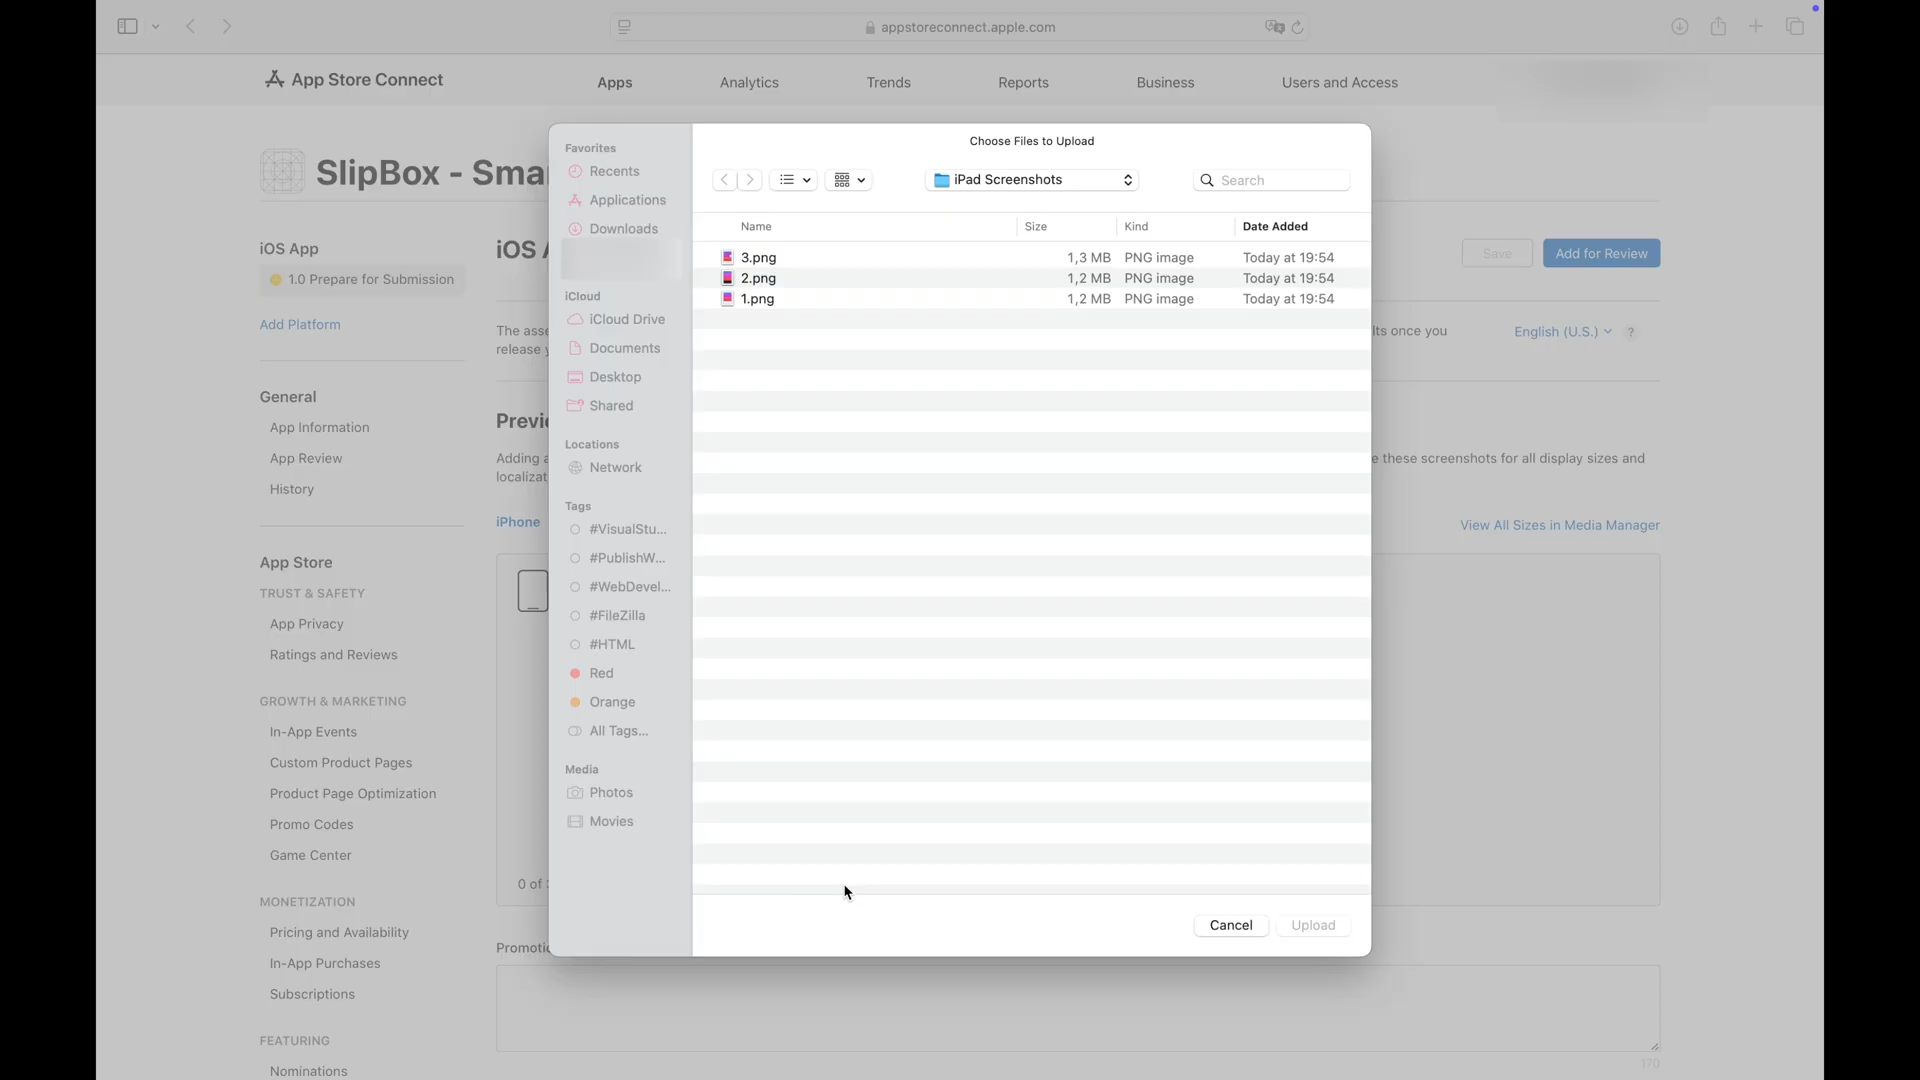 appstoreconnect.apple.com
App Store Connect
Apps
Analytics
Trends
Reports
Business
Users and Access
SlipBox - Smar
iOS App
1.0 Prepare for Submission
Add Platform
General
App Information
App Review
History
App Store
TRUST & SAFETY
App Privacy
Ratings and Reviews
GROWTH & MARKETING
In-App Events
Custom Product Pages
Product Page Optimization
Promo Codes
Game Center
MONETIZATION
Pricing and Availability
In-App Purchases
Subscriptions
FEATURING
Nominations
iOS A
Save
Add for Review
The asse
lts once you
release y
English (U.S.)
?
Previe
Adding a
e these screenshots for all display sizes and
localizat
iPhone
View All Sizes in Media Manager
0 of
Promotio
170
Favorites
Recents
Applications
Downloads
iCloud
iCloud Drive
Documents
Desktop
Shared
Locations
Network
Tags
#VisualStu...
#PublishW...
#WebDevel...
#FileZilla
#HTML
Red
Orange
All Tags...
Media
Photos
Movies
Choose Files to Upload
iPad Screenshots
Search
Name Size Kind Date Added
3.png 1,3 MB PNG image Today at 19:54
2.png 1,2 MB PNG image Today at 19:54
1.png 1,2 MB PNG image Today at 19:54
Cancel
Upload